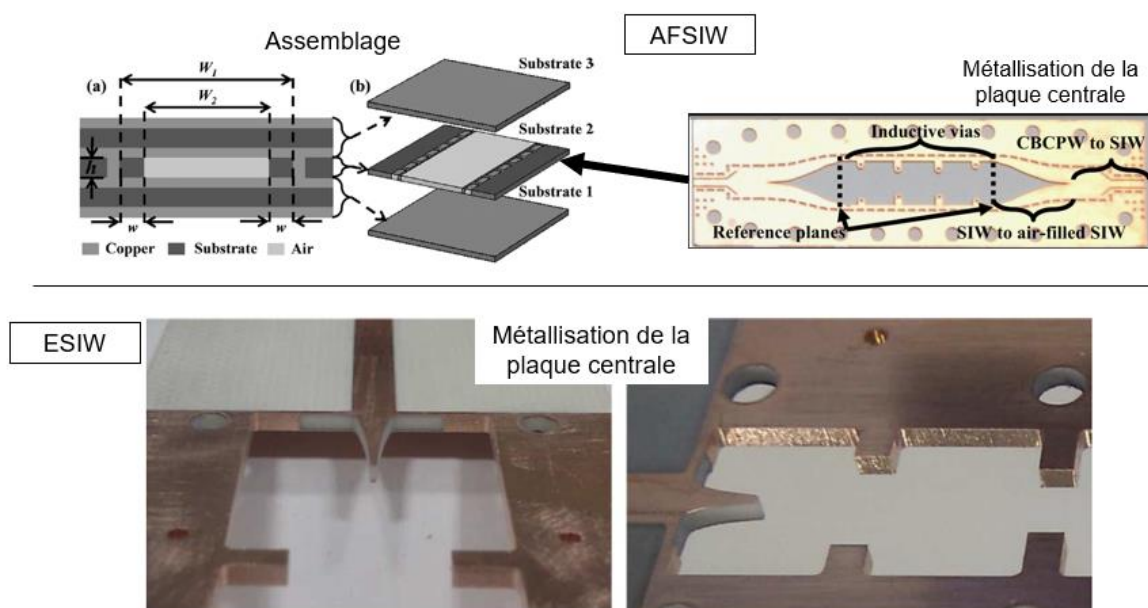 Assemblage
AFSIW
W1
W2
(a)
(b)
h
w
w
Copper
Substrate
Air
Substrate 3
Substrate 2
Substrate 1
Métallisation de la
plaque centrale
Inductive vias
CBCPW to SIW
Reference planes
SIW to air-filled SIW
ESIW
Métallisation de la
plaque centrale